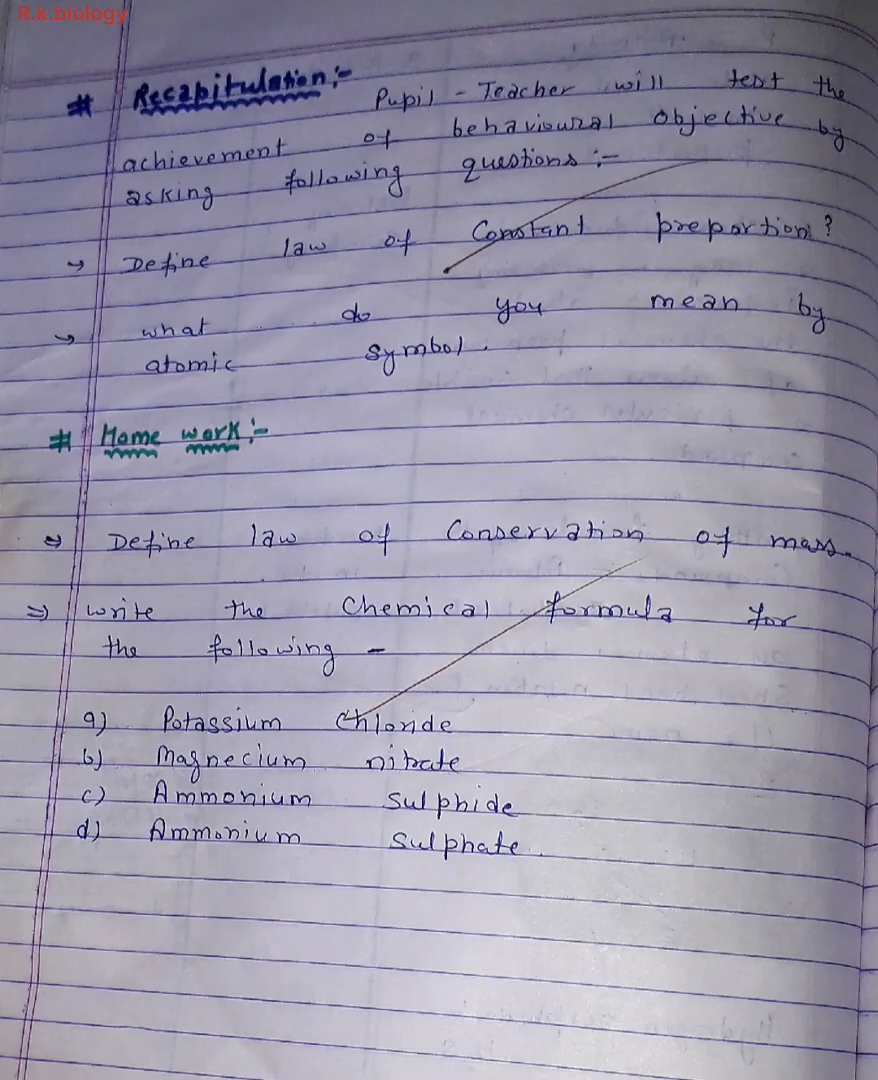 R.k.biology
# Recapitulation:-
Pupil - Teacher will test the
achievement of behavioural objective by
asking following questions :-
→ Define law of Constant preportion?
→ what do you mean by
atomic symbol.
# Home work:-
⇒ Define law of Conservation of mass.
⇒ write the Chemical formula for
the following -
a) Potassium Chloride
b) Magnecium nitrate
c) Ammonium sulphide
d) Ammonium sulphate.